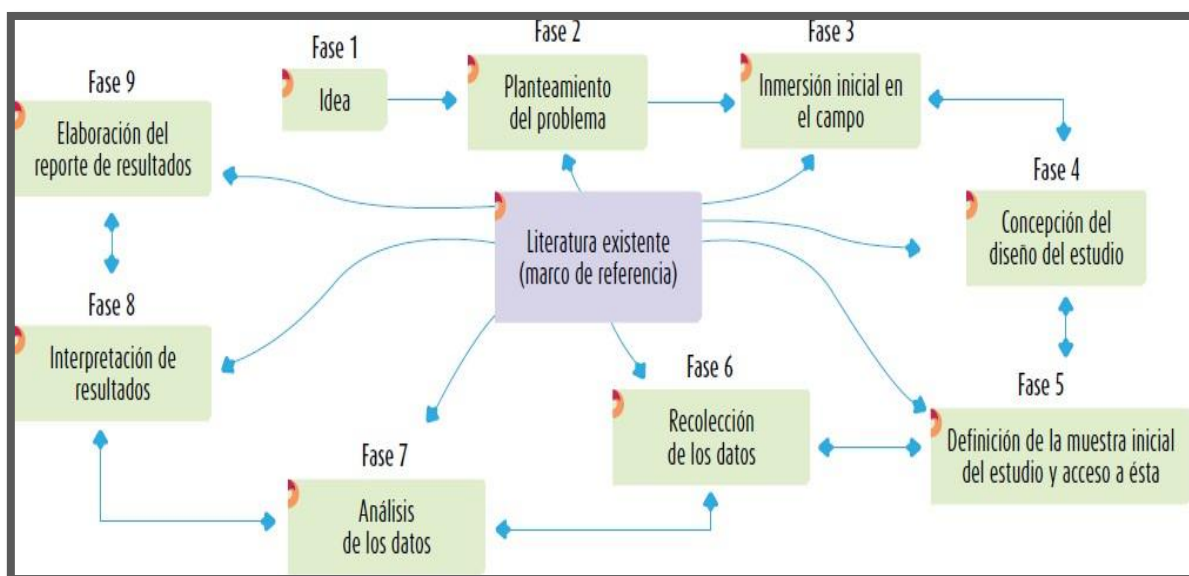 Fase 1
Idea
Fase 2
Planteamiento
del problema
Fase 3
Inmersión inicial en
el campo
Fase 4
Concepción del
diseño del estudio
Fase 5
Definición de la muestra inicial
del estudio y acceso a ésta
Fase 6
Recolección
de los datos
Fase 7
Análisis
de los datos
Fase 8
Interpretación de
resultados
Fase 9
Elaboración del
reporte de resultados
Literatura existente
(marco de referencia)